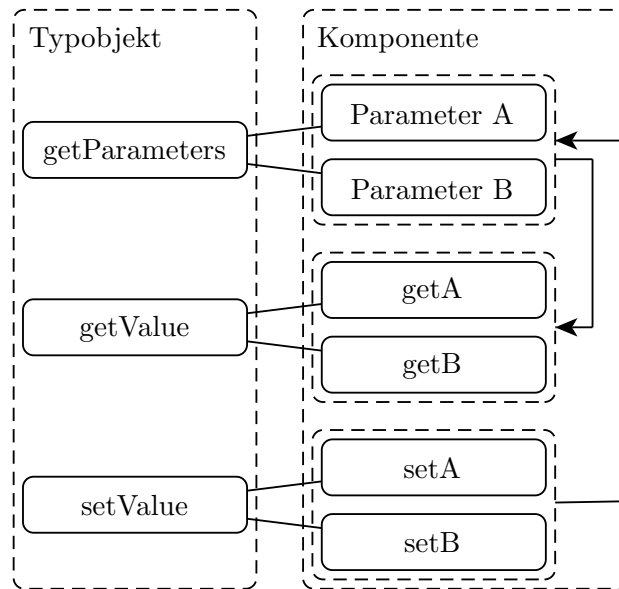 Typobjekt
Komponente
getParameters
Parameter A
Parameter B
getValue
getA
getB
setValue
setA
setB